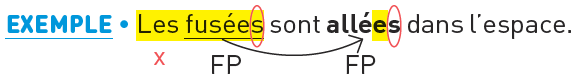 EXEMPLE • Les fusées sont allées dans l'espace.
x FP FP